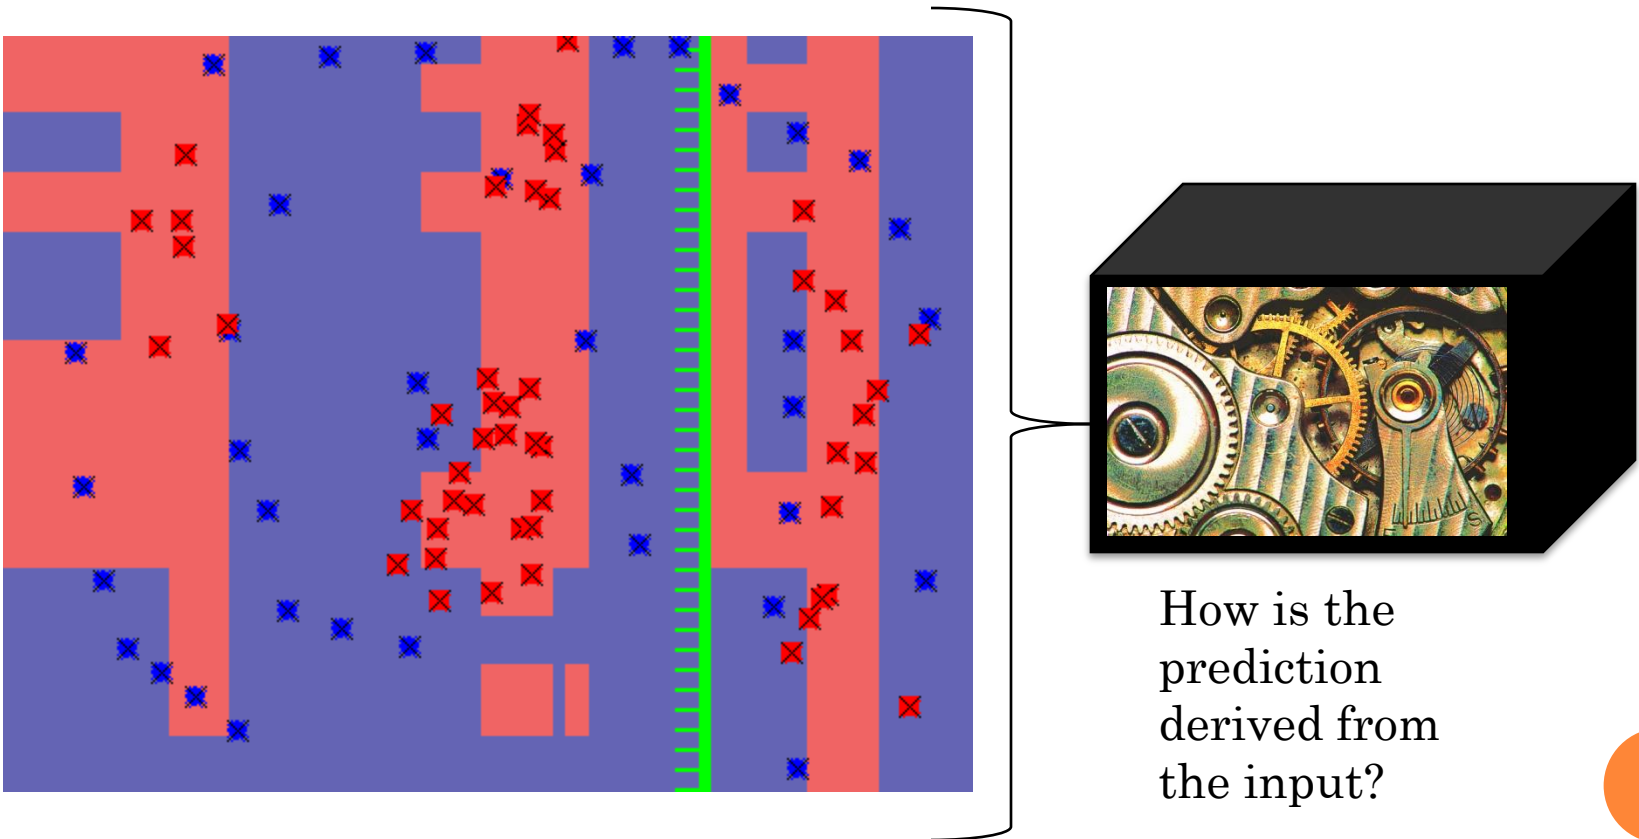 How is the
prediction
derived from
the input?